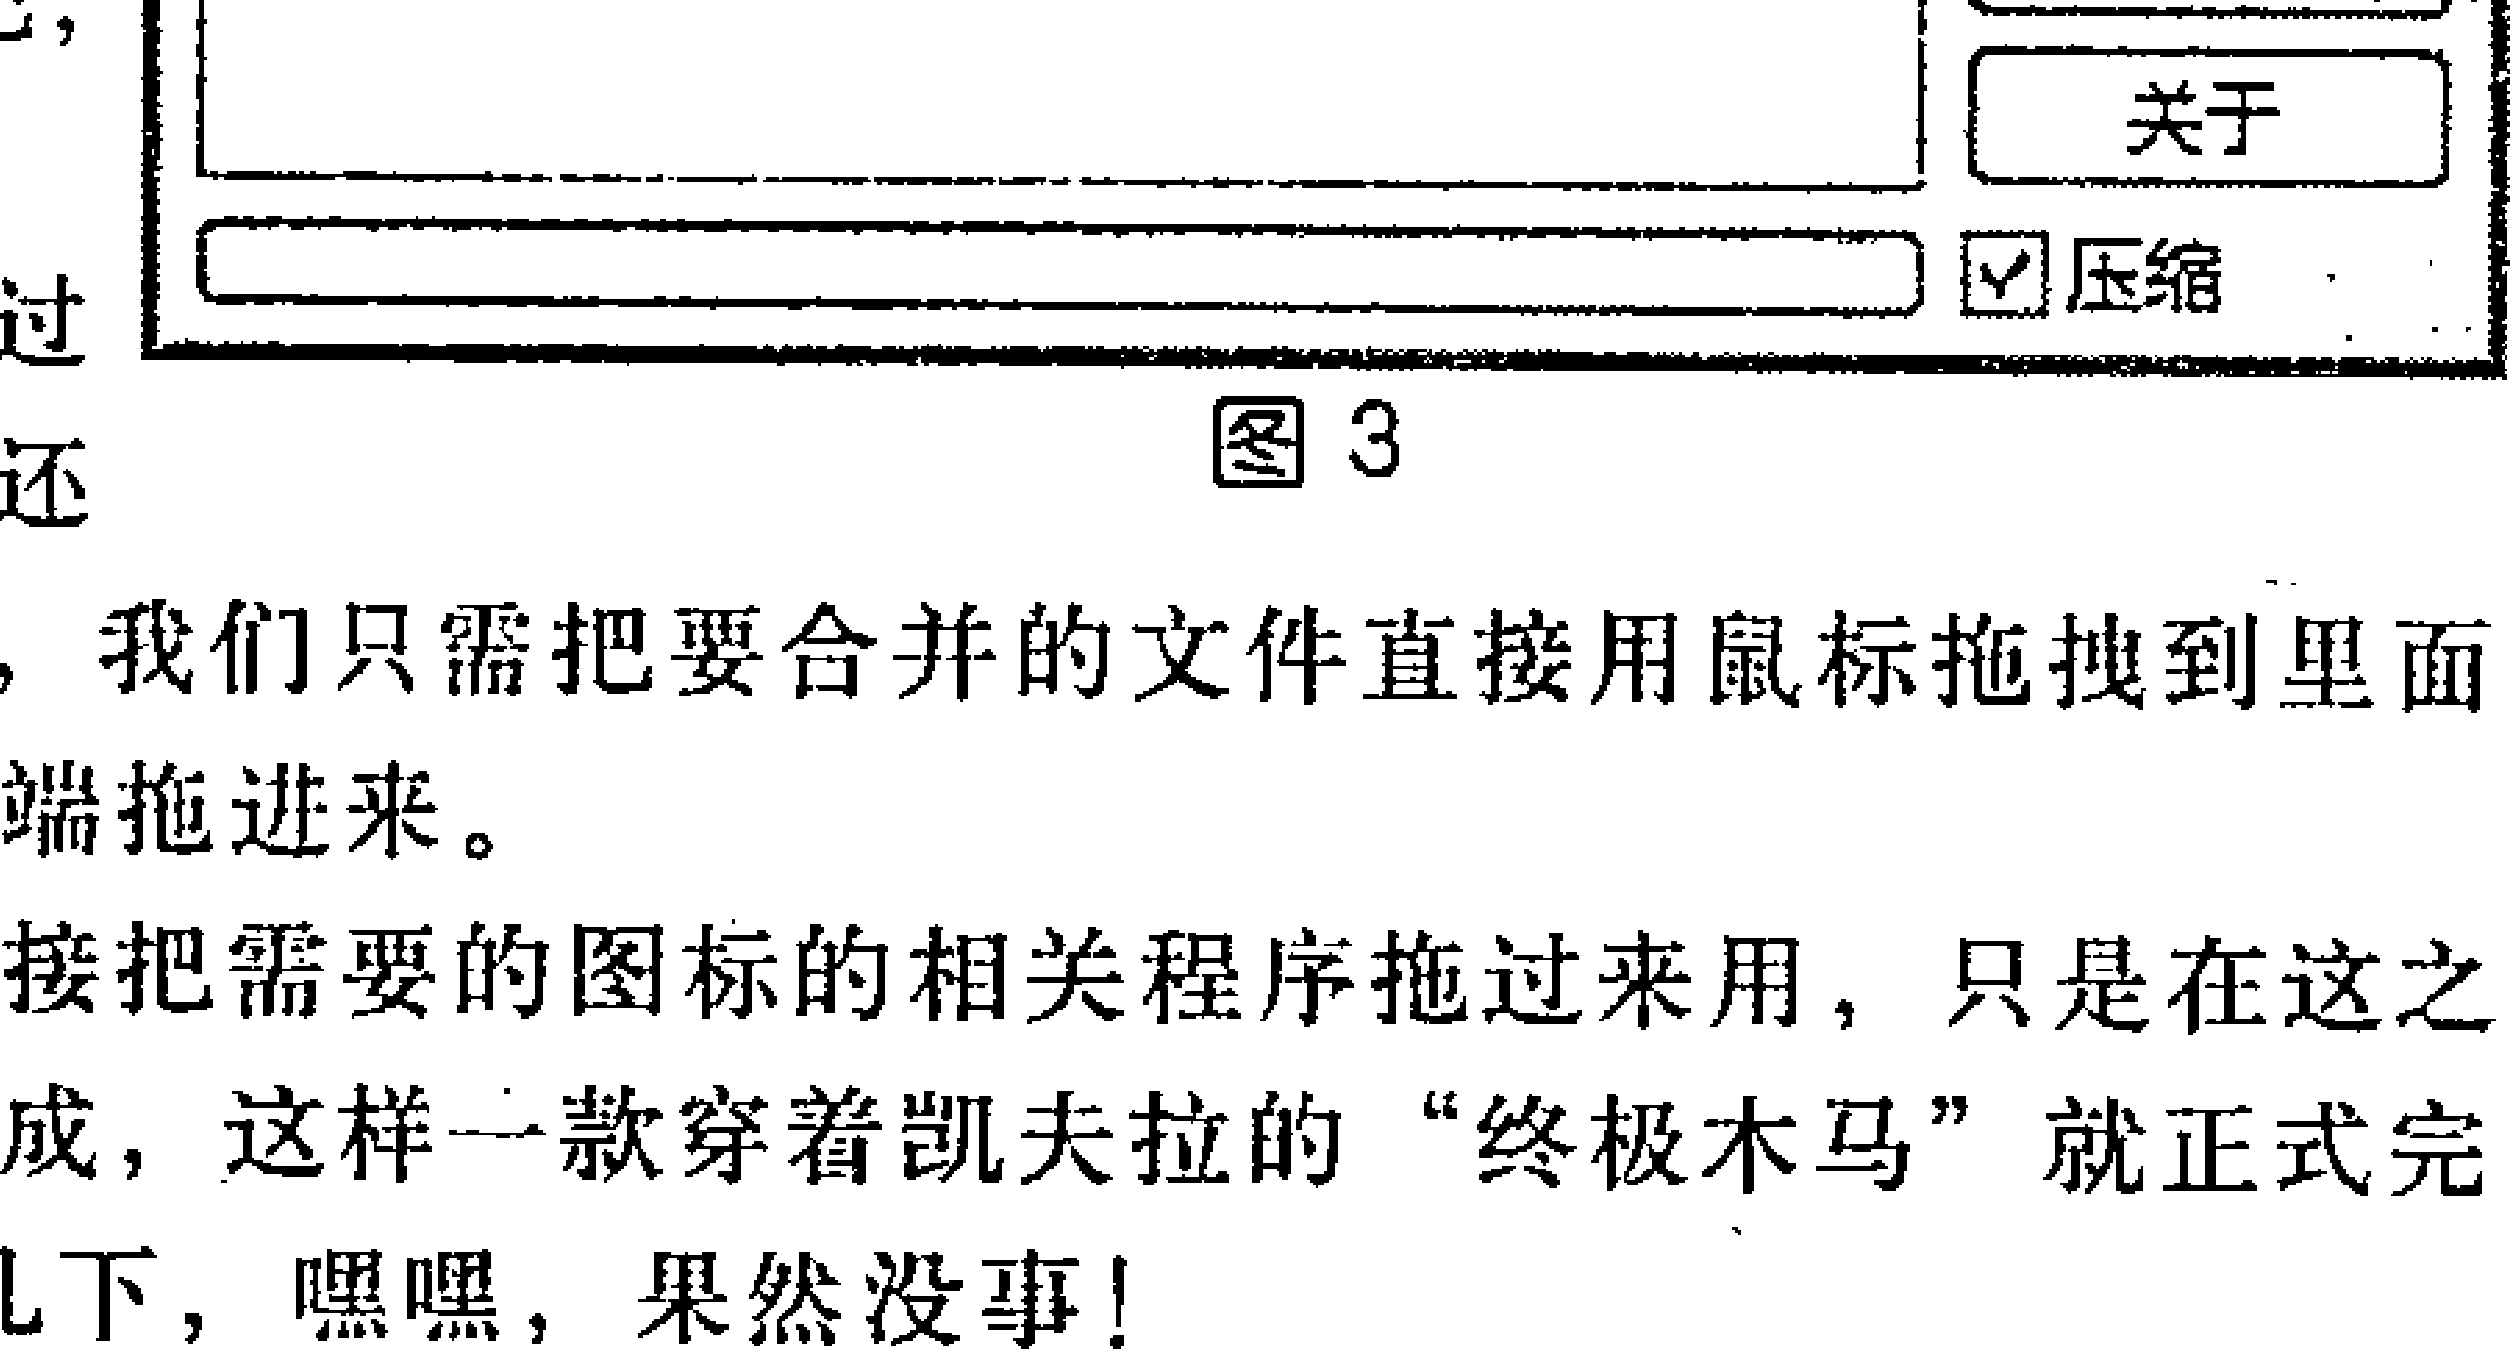 关于
压缩
过
图 3
还
，我们只需把要合并的文件直接用鼠标拖拽到里面
端拖进来。
接把需要的图标的相关程序拖过来用，只是在这之
成，这样一款穿着凯夫拉的“终极木马”就正式完
下，嘿嘿，果然没事！